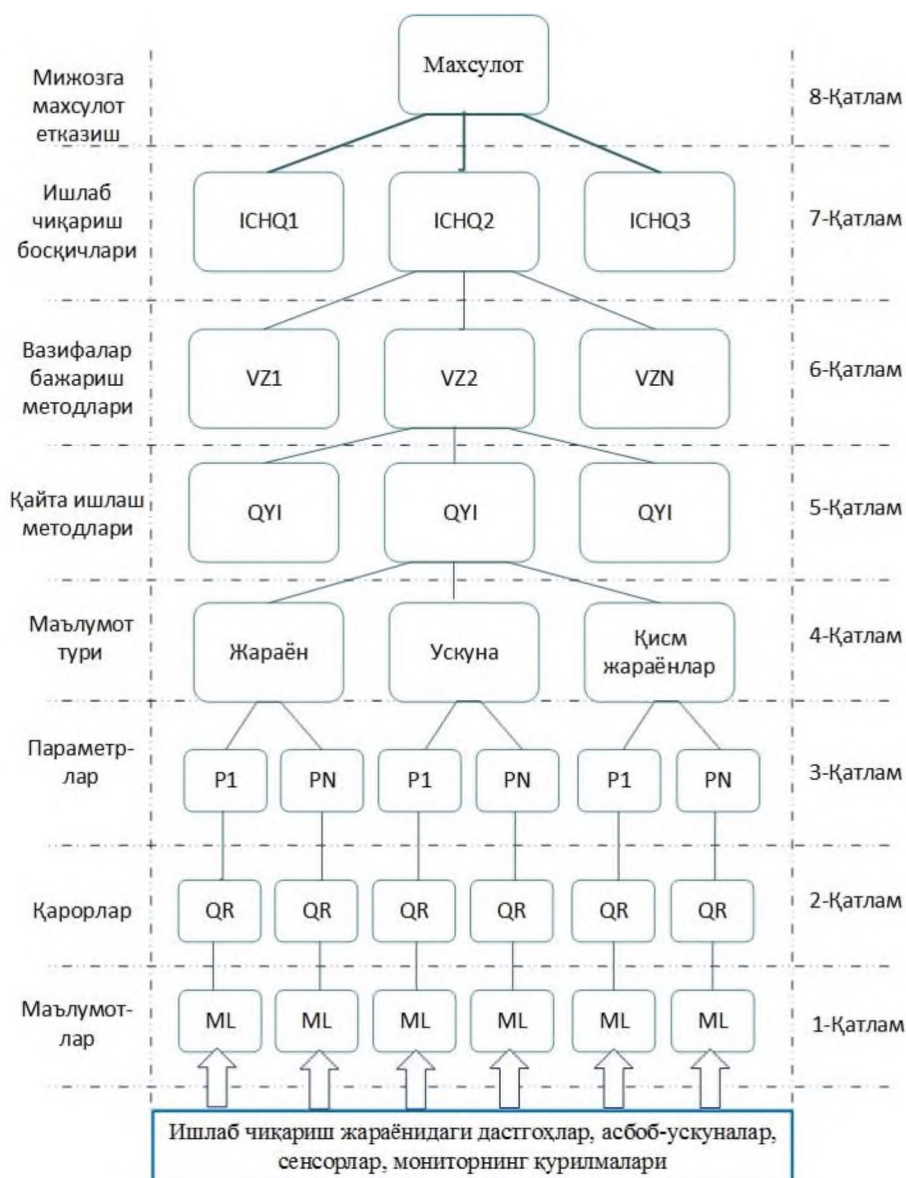 Мижозга
махсулот
етказиш
Махсулот
8-Қатлам
Ишлаб
чиқариш
босқичлари
ICHQ1
ICHQ2
ICHQ3
7-Қатлам
Вазифалар
бажариш
методлари
VZ1
VZ2
VZN
6-Қатлам
Қайта ишлаш
методлари
QYI
QYI
QYI
5-Қатлам
Маълумот
тури
Жараён
Ускуна
Қисм
жараёнлар
4-Қатлам
Параметр-
лар
P1
PN
P1
PN
P1
PN
3-Қатлам
Қарорлар
QR
QR
QR
QR
QR
QR
2-Қатлам
Маълумот-
лар
ML
ML
ML
ML
ML
ML
1-Қатлам
Ишлаб чиқариш жараёнидаги дастгоҳлар, асбоб-ускуналар,
сенсорлар, мониторнинг қурилмалари